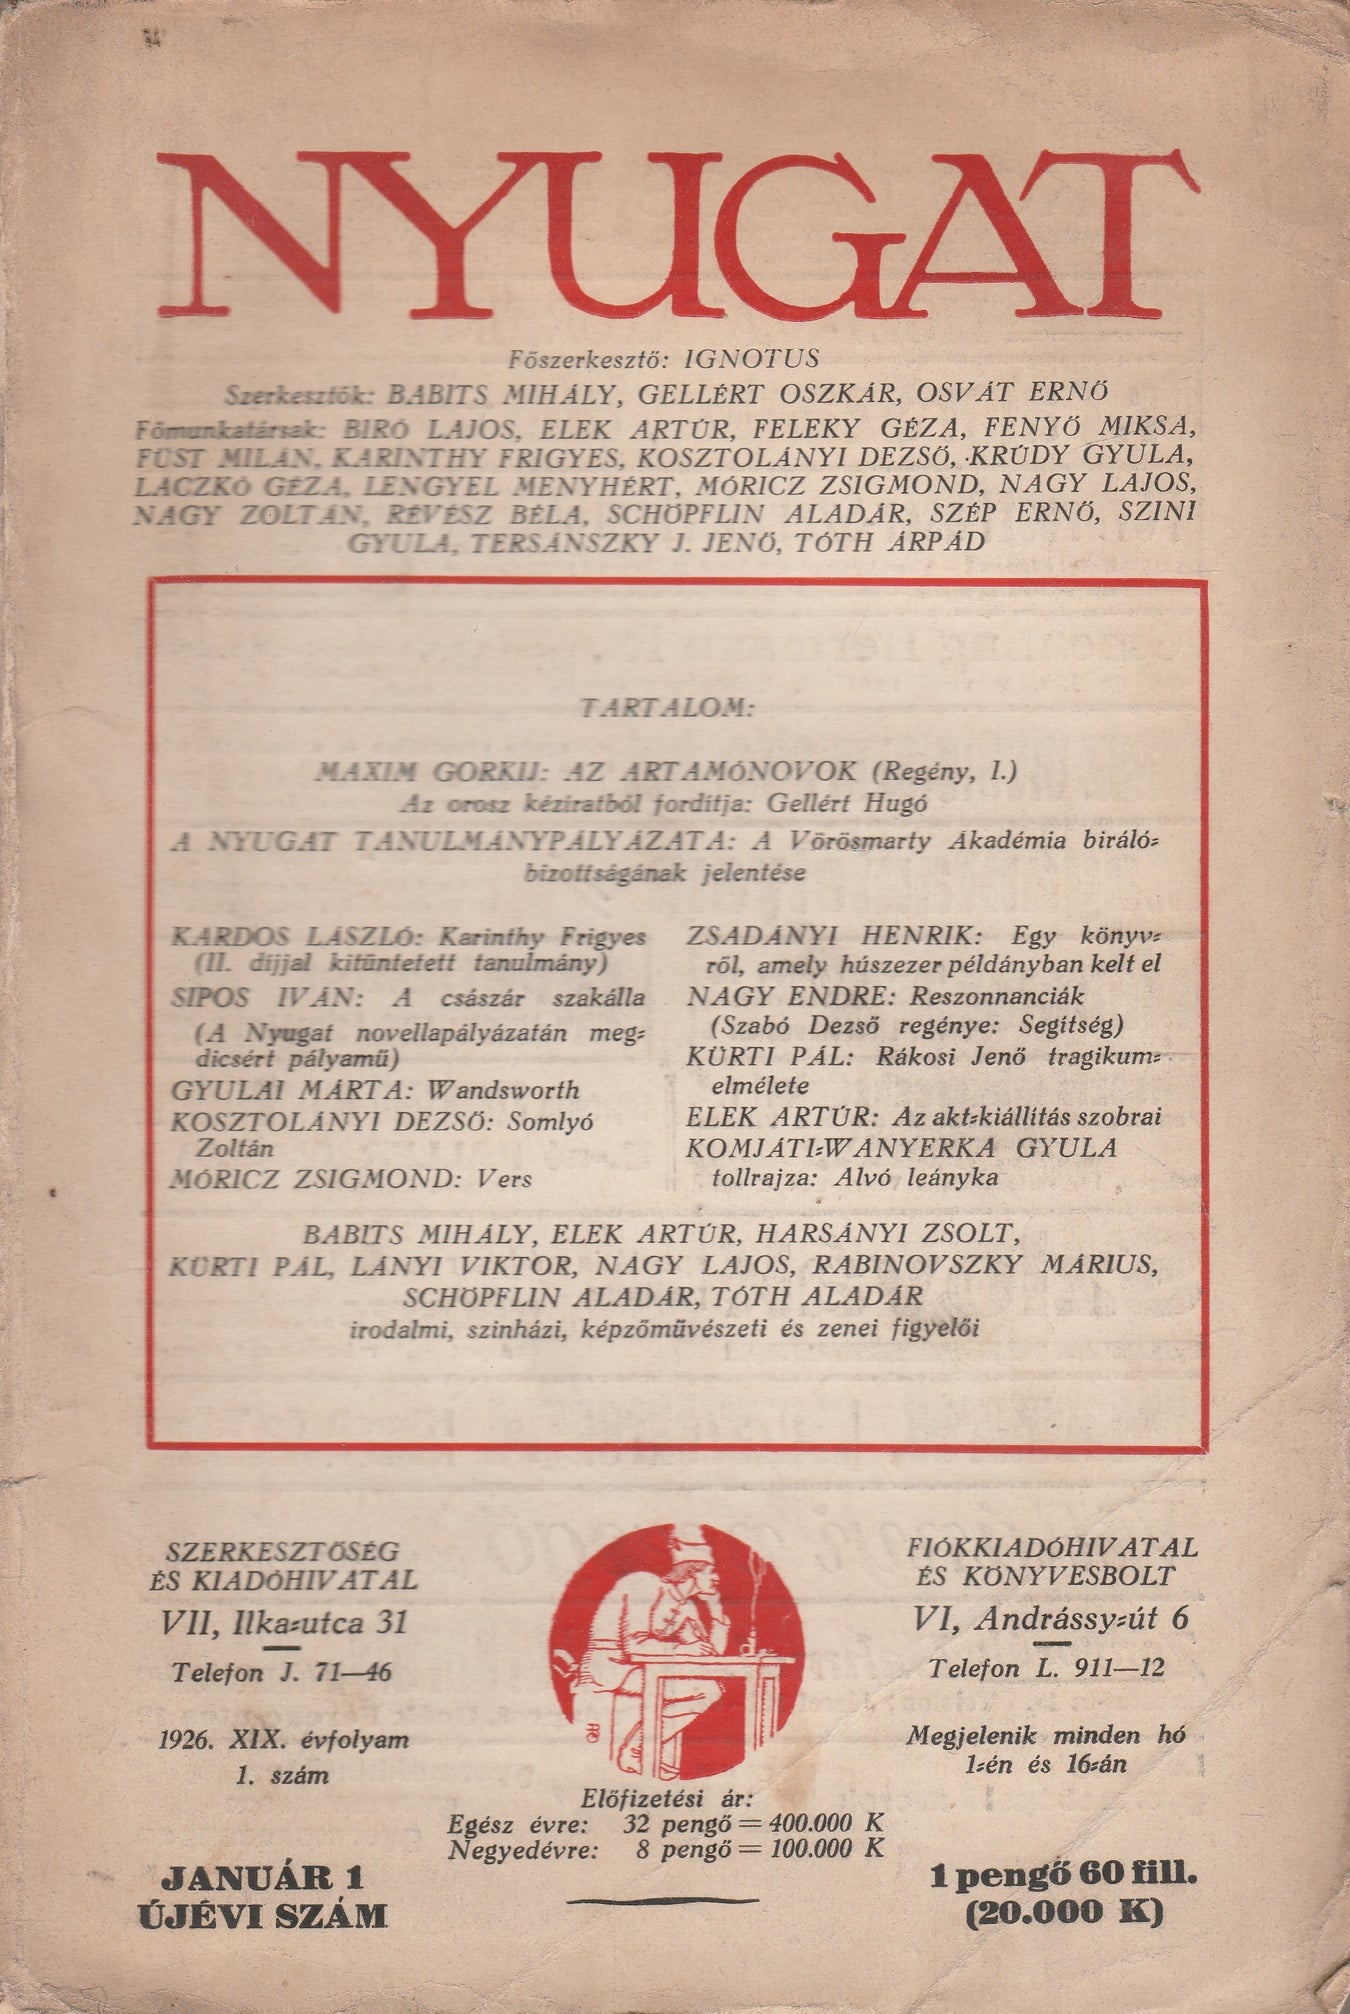 NYUGAT
Főszerkesztő: IGNOTUS
Szerkesztők: BABITS MIHÁLY, GELLÉRT OSZKÁR, OSVÁT ERNŐ
Főmunkatársak: BIRÓ LAJOS, ELEK ARTÚR, FELEKY GÉZA, FENYŐ MIKSA,
FÜST MILÁN, KARINTHY FRIGYES, KOSZTOLÁNYI DEZSŐ, KRÚDY GYULA,
LACZKÓ GÉZA, LENGYEL MENYHÉRT, MÓRICZ ZSIGMOND, NAGY LAJOS,
NAGY ZOLTÁN, RÉVÉSZ BÉLA, SCHÖPFLIN ALADÁR, SZÉP ERNŐ, SZINI
GYULA, TERSÁNSZKY J. JENŐ, TÓTH ÁRPÁD
TARTALOM:
MAXIM GORKIJ: AZ ARTAMÓNOVOK (Regény, I.)
Az orosz kéziratból fordítja: Gellért Hugó
A NYUGAT TANULMÁNYPÁLYÁZATA: A Vörösmarty Akadémia biráló-
bizottságának jelentése
KARDOS LÁSZLÓ: Karinthy Frigyes
(II. díjjal kitüntetett tanulmány)
SIPOS IVÁN: A császár szakálla
(A Nyugat novellapályázatán meg-
dicsért pályamű)
GYULAI MÁRTA: Wandsworth
KOSZTOLÁNYI DEZSŐ: Somlyó
Zoltán
MÓRICZ ZSIGMOND: Vers
ZSADÁNYI HENRIK: Egy könyv-
ről, amely húszezer példányban kelt el
NAGY ENDRE: Reszonnanciák
(Szabó Dezső regénye: Segítség)
KÜRTI PÁL: Rákosi Jenő tragikum-
elmélete
ELEK ARTÚR: Az akt-kiállítás szobrai
KOMJÁTI-WANYERKA GYULA
tollrajza: Alvó leányka
BABITS MIHÁLY, ELEK ARTÚR, HARSÁNYI ZSOLT,
KÜRTI PÁL, LÁNYI VIKTOR, NAGY LAJOS, RABINOVSZKY MÁRIUS,
SCHÖPFLIN ALADÁR, TÓTH ALADÁR
irodalmi, szinházi, képzőművészeti és zenei figyelői
SZERKESZTŐSÉG
ÉS KIADÓHIVATAL
VII, Ilka-utca 31
Telefon J. 71—46
1926. XIX. évfolyam
1. szám
JANUÁR 1
ÚJÉVI SZÁM
Előfizetési ár:
Egész évre: 32 pengő = 400.000 K
Negyedévre: 8 pengő = 100.000 K
FIÓKKIADÓHIVATAL
ÉS KÖNYVESBOLT
VI, Andrássy-út 6
Telefon L. 911—12
Megjelenik minden hó
1-én és 16-án
1 pengő 60 fill.
(20.000 K)